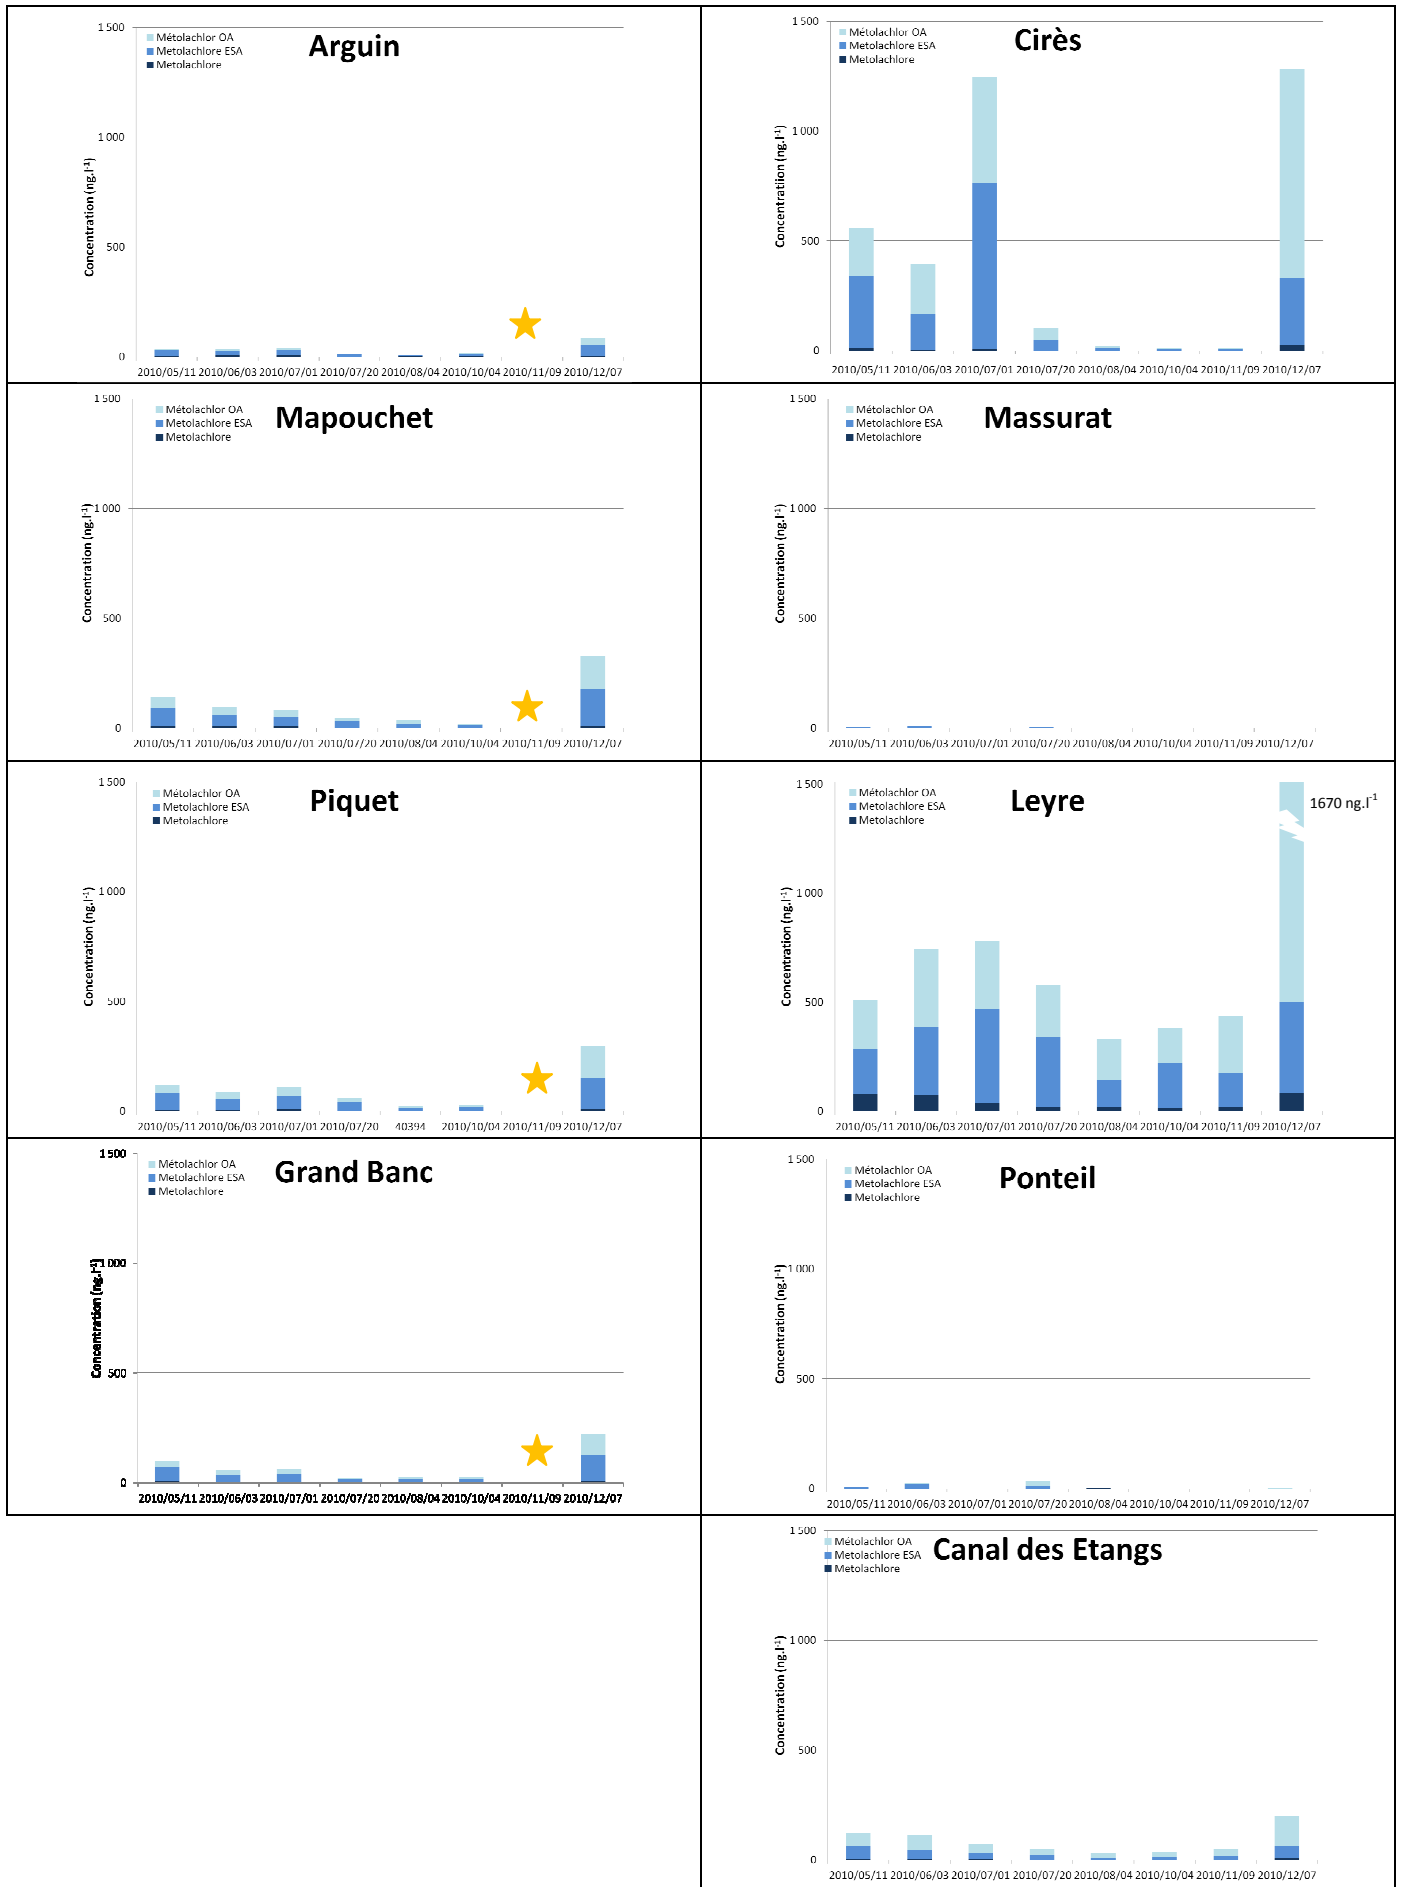 Arguin
Métolachlor OA
Metolachlore ESA
Metolachlore
Concentration (ng.l-1)
1 500
1 000
500
0
2010/05/11 2010/06/03 2010/07/01 2010/07/20 2010/08/04 2010/10/04 2010/11/09 2010/12/07
Cirès
Métolachlor OA
Metolachlore ESA
Metolachlore
Concentratiion (ng.l-1)
1 500
1 000
500
0
2010/05/11 2010/06/03 2010/07/01 2010/07/20 2010/08/04 2010/10/04 2010/11/09 2010/12/07
Mapouchet
Métolachlor OA
Metolachlore ESA
Metolachlore
Concentration (ng.l-1)
1 500
1 000
500
0
2010/05/11 2010/06/03 2010/07/01 2010/07/20 2010/08/04 2010/10/04 2010/11/09 2010/12/07
Massurat
Métolachlor OA
Metolachlore ESA
Metolachlore
Concentration (ng.l-1)
1 500
1 000
500
0
2010/05/11 2010/06/03 2010/07/01 2010/07/20 2010/08/04 2010/10/04 2010/11/09 2010/12/07
Piquet
Métolachlor OA
Metolachlore ESA
Metolachlore
Concentration (ng.l-1)
1 500
1 000
500
0
2010/05/11 2010/06/03 2010/07/01 2010/07/20 40394 2010/10/04 2010/11/09 2010/12/07
Leyre
Métolachlor OA
Metolachlore ESA
Metolachlore
Concentration (ng.l-1)
1 500
1 000
500
0
1670 ng.l-1
2010/05/11 2010/06/03 2010/07/01 2010/07/20 2010/08/04 2010/10/04 2010/11/09 2010/12/07
Grand Banc
Métolachlor OA
Metolachlore ESA
Metolachlore
Concentration (ng.l-1)
1 500
1 000
500
0
2010/05/11 2010/06/03 2010/07/01 2010/07/20 2010/08/04 2010/10/04 2010/11/09 2010/12/07
Ponteil
Métolachlor OA
Metolachlore ESA
Metolachlore
Concentration (ng.l-1)
1 500
1 000
500
0
2010/05/11 2010/06/03 2010/07/01 2010/07/20 2010/08/04 2010/10/04 2010/11/09 2010/12/07
Canal des Etangs
Métolachlor OA
Metolachlore ESA
Metolachlore
Concentration (ng.l-1)
1 500
1 000
500
0
2010/05/11 2010/06/03 2010/07/01 2010/07/20 2010/08/04 2010/10/04 2010/11/09 2010/12/07